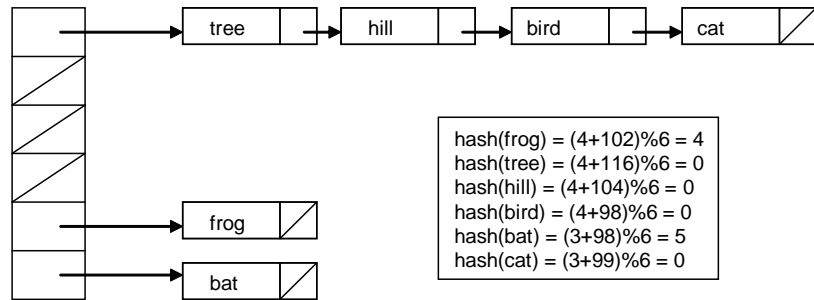 tree hill bird cat
hash(frog) = (4+102)%6 = 4
hash(tree) = (4+116)%6 = 0
hash(hill) = (4+104)%6 = 0
hash(bird) = (4+98)%6 = 0
hash(bat) = (3+98)%6 = 5
hash(cat) = (3+99)%6 = 0
frog
bat